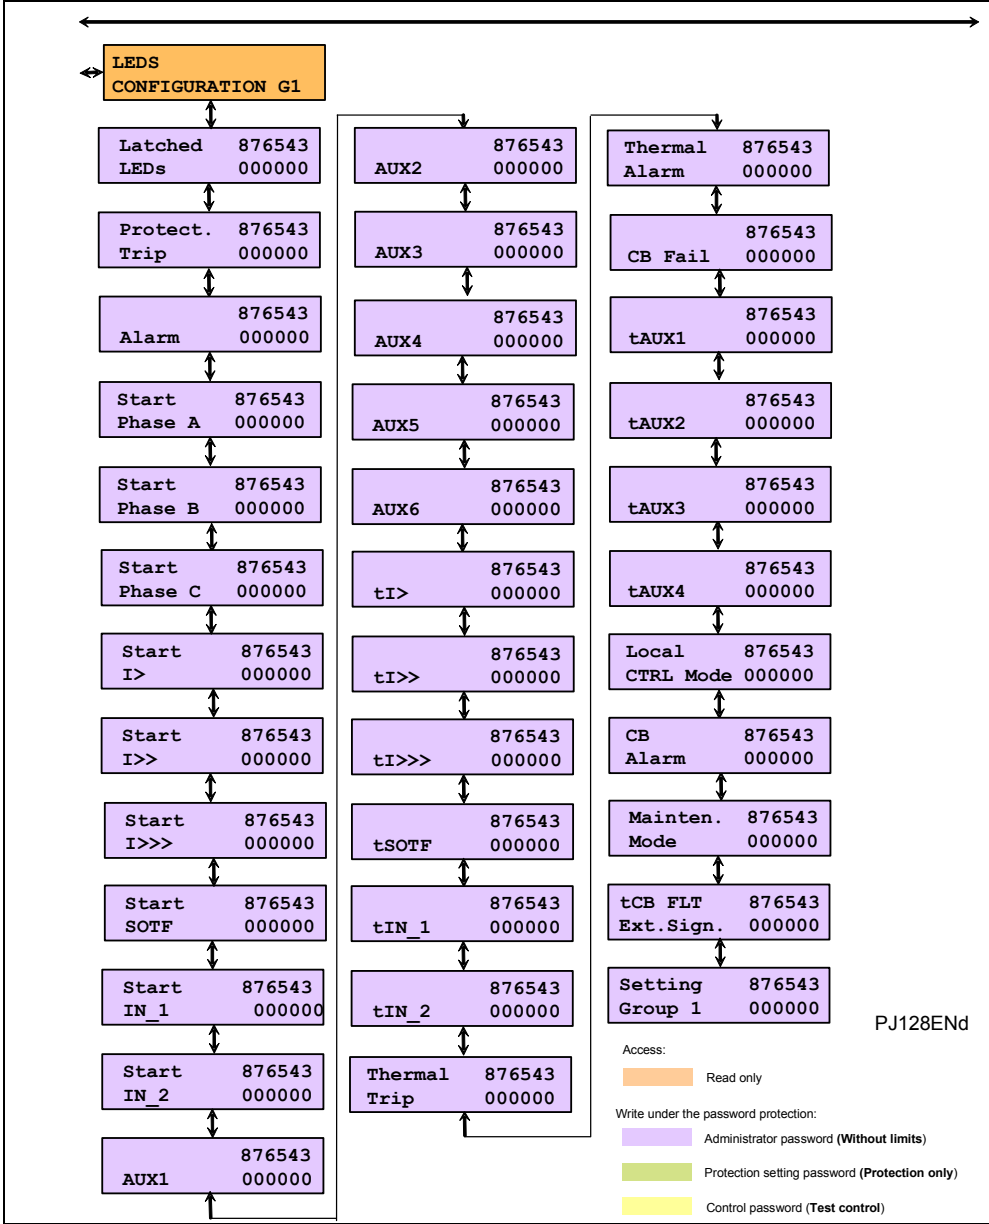 LEDS
CONFIGURATION G1
Latched 876543
LEDs 000000
Protect. 876543
Trip 000000
876543
Alarm 000000
Start 876543
Phase A 000000
Start 876543
Phase B 000000
Start 876543
Phase C 000000
Start 876543
I> 000000
Start 876543
I>> 000000
Start 876543
I>>> 000000
Start 876543
SOTF 000000
Start 876543
IN_1 000000
Start 876543
IN_2 000000
876543
AUX1 000000
876543
AUX2 000000
876543
AUX3 000000
876543
AUX4 000000
876543
AUX5 000000
876543
AUX6 000000
876543
tI> 000000
876543
tI>> 000000
876543
tI>>> 000000
876543
tSOTF 000000
876543
tIN_1 000000
876543
tIN_2 000000
Thermal 876543
Trip 000000
Thermal 876543
Alarm 000000
876543
CB Fail 000000
876543
tAUX1 000000
876543
tAUX2 000000
876543
tAUX3 000000
876543
tAUX4 000000
Local 876543
CTRL Mode 000000
CB 876543
Alarm 000000
Mainten. 876543
Mode 000000
tCB FLT 876543
Ext.Sign. 000000
Setting 876543
Group 1 000000
PJ128ENd
Access:
Read only
Write under the password protection:
Administrator password (Without limits)
Protection setting password (Protection only)
Control password (Test control)